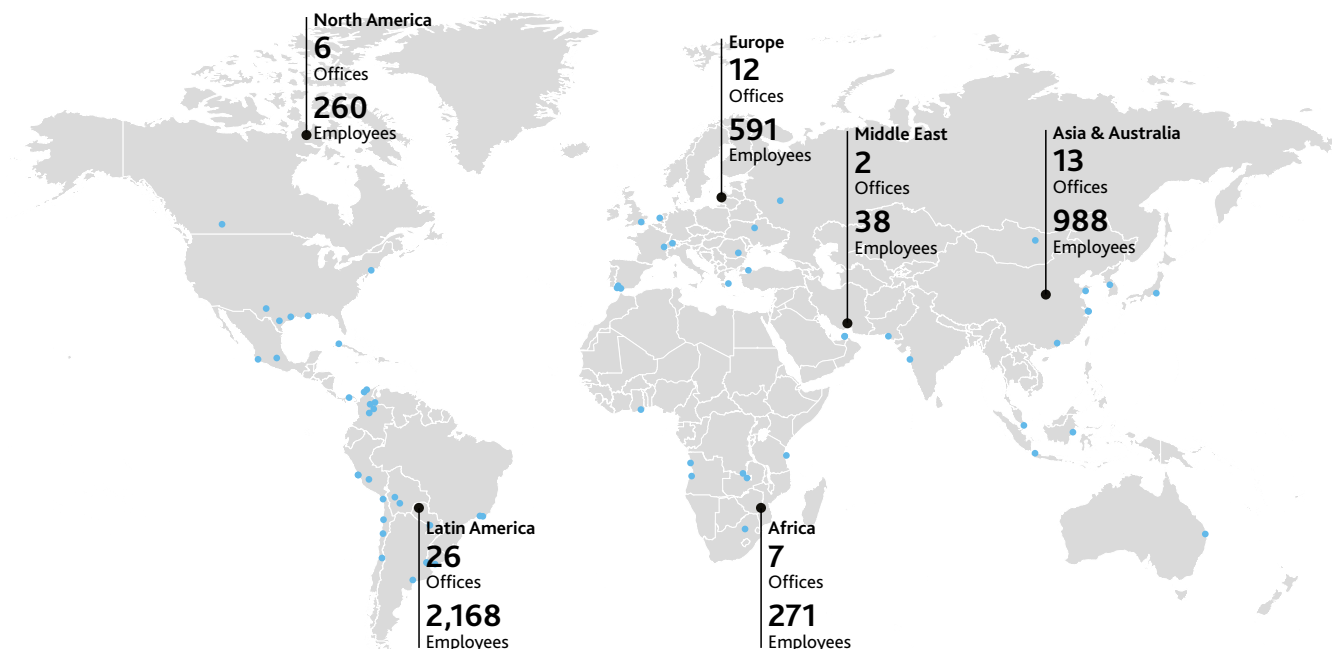 North America
6
Offices
260
Employees
Europe
12
Offices
591
Employees
Middle East
2
Offices
38
Employees
Asia & Australia
13
Offices
988
Employees
Latin America
26
Offices
2,168
Employees
Africa
7
Offices
271
Employees